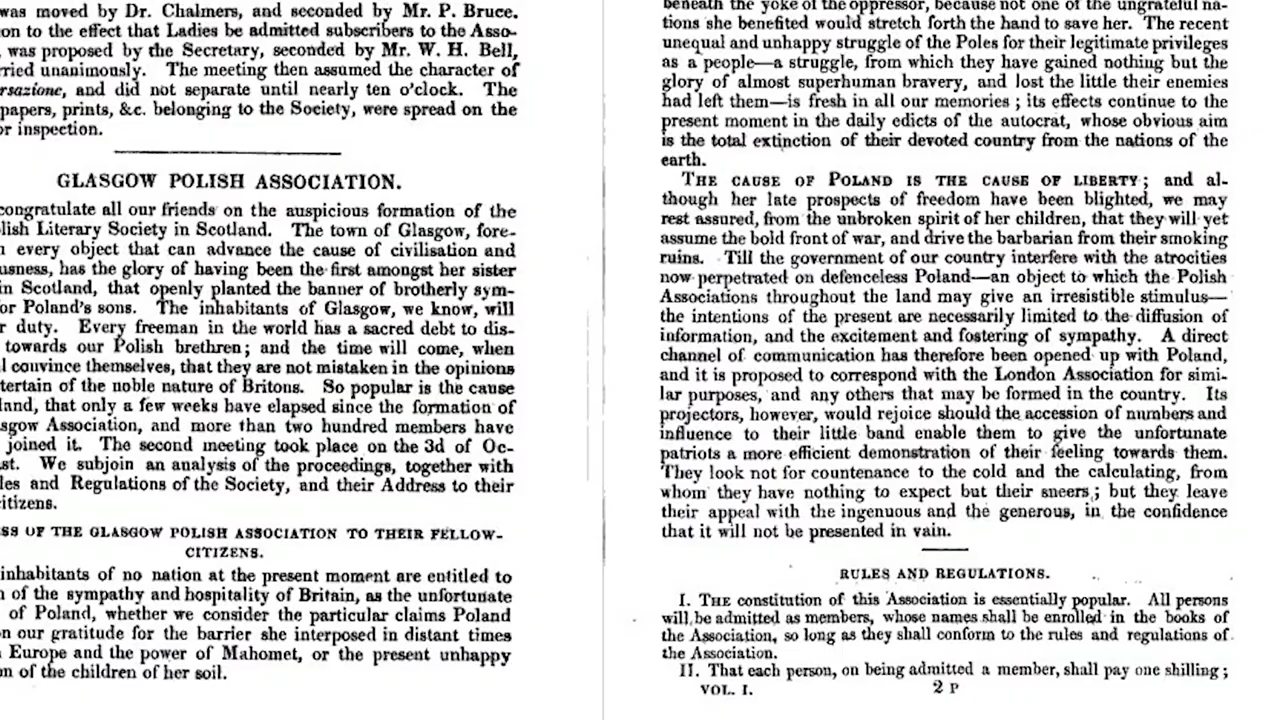 was moved by Dr. Chalmers, and seconded by Mr. P. Bruce.
on to the effect that Ladies be admitted subscribers to the Asso-
was proposed by the Secretary, seconded by Mr. W. H. Bell,
rried unanimously. The meeting then assumed the character of
rsazione, and did not separate until nearly ten o'clock. The
papers, prints, &c. belonging to the Society, were spread on the
or inspection.
GLASGOW POLISH ASSOCIATION.
congratulate all our friends on the auspicious formation of the
lish Literary Society in Scotland. The town of Glasgow, fore-
n every object that can advance the cause of civilisation and
usness, has the glory of having been the first amongst her sister
in Scotland, that openly planted the banner of brotherly sym-
or Poland's sons. The inhabitants of Glasgow, we know, will
r duty. Every freeman in the world has a sacred debt to dis-
towards our Polish brethren; and the time will come, when
l convince themselves, that they are not mistaken in the opinions
tertain of the noble nature of Britons. So popular is the cause
land, that only a few weeks have elapsed since the formation of
sgow Association, and more than two hundred members have
joined it. The second meeting took place on the 3d of Oc-
st. We subjoin an analysis of the proceedings, together with
les and Regulations of the Society, and their Address to their
citizens.
SS OF THE GLASGOW POLISH ASSOCIATION TO THEIR FELLOW-
CITIZENS.
inhabitants of no nation at the present moment are entitled to
n of the sympathy and hospitality of Britain, as the unfortunate
of Poland, whether we consider the particular claims Poland
n our gratitude for the barrier she interposed in distant times
Europe and the power of Mahomet, or the present unhappy
n of the children of her soil.
beneath the yoke of the oppressor, because not one of the ungrateful na-
tions she benefited would stretch forth the hand to save her. The recent
unequal and unhappy struggle of the Poles for their legitimate privileges
as a people—a struggle, from which they have gained nothing but the
glory of almost superhuman bravery, and lost the little their enemies
had left them—is fresh in all our memories; its effects continue to the
present moment in the daily edicts of the autocrat, whose obvious aim
is the total extinction of their devoted country from the nations of the
earth.
THE CAUSE OF POLAND IS THE CAUSE OF LIBERTY; and al-
though her late prospects of freedom have been blighted, we may
rest assured, from the unbroken spirit of her children, that they will yet
assume the bold front of war, and drive the barbarian from their smoking
ruins. Till the government of our country interfere with the atrocities
now perpetrated on defenceless Poland—an object to which the Polish
Associations throughout the land may give an irresistible stimulus—
the intentions of the present are necessarily limited to the diffusion of
information, and the excitement and fostering of sympathy. A direct
channel of communication has therefore been opened up with Poland,
and it is proposed to correspond with the London Association for simi-
lar purposes, and any others that may be formed in the country. Its
projectors, however, would rejoice should the accession of numbers and
influence to their little band enable them to give the unfortunate
patriots a more efficient demonstration of their feeling towards them.
They look not for countenance to the cold and the calculating, from
whom they have nothing to expect but their sneers; but they leave
their appeal with the ingenuous and the generous, in the confidence
that it will not be presented in vain.
RULES AND REGULATIONS.
I. THE constitution of this Association is essentially popular. All persons
will be admitted as members, whose names shall be enrolled in the books of
the Association, so long as they shall conform to the rules and regulations of
the Association.
II. That each person, on being admitted a member, shall pay one shilling;
VOL. I. 2 P